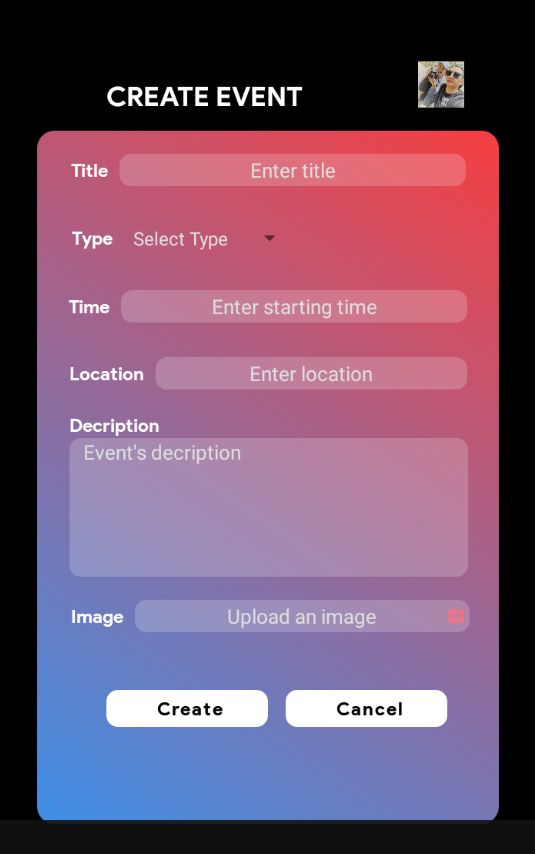 CREATE EVENT
Title
Enter title
Type
Select Type
Time
Enter starting time
Location
Enter location
Decription
Event's decription
Image
Upload an image
Create
Cancel